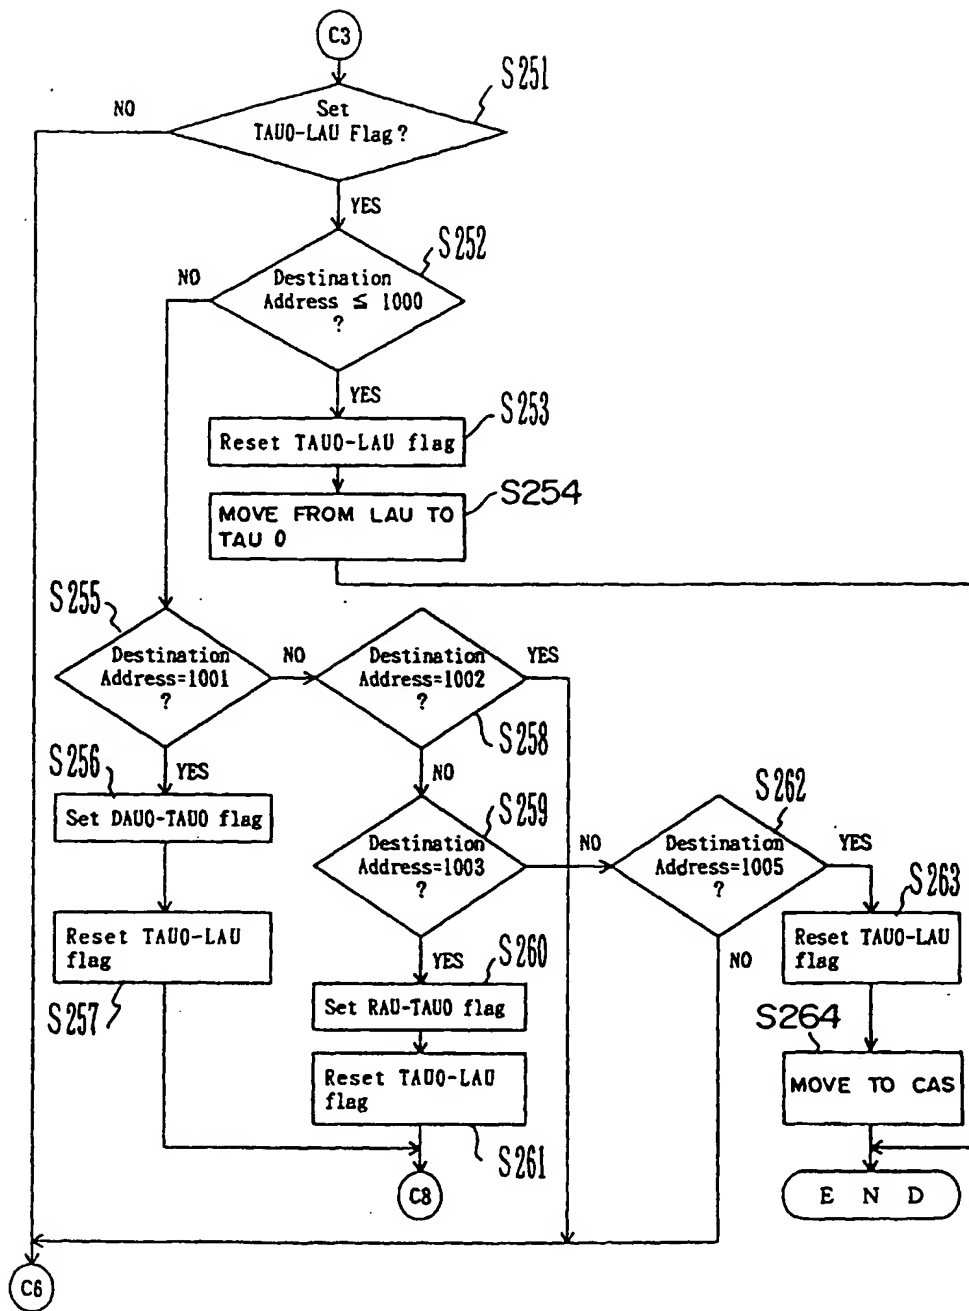 C3
S251
NO
Set
TAU0-LAU Flag?
YES
S252
NO
Destination
Address ≤ 1000
?
YES
S253
Reset TAU0-LAU flag
S254
MOVE FROM LAU TO
TAU 0
S255
Destination
Address=1001
?
NO
Destination
Address=1002
?
YES
S258
S256
YES
NO
Set DAU0-TAU0 flag
S259
Destination
Address=1003
?
NO
S262
Destination
Address=1005
?
YES
S263
Reset TAU0-LAU
flag
NO
Reset TAU0-LAU
flag
S257
YES
S260
Set RAU-TAU0 flag
S264
Reset TAU0-LAU
flag
MOVE TO CAS
S261
C8
E N D
C6